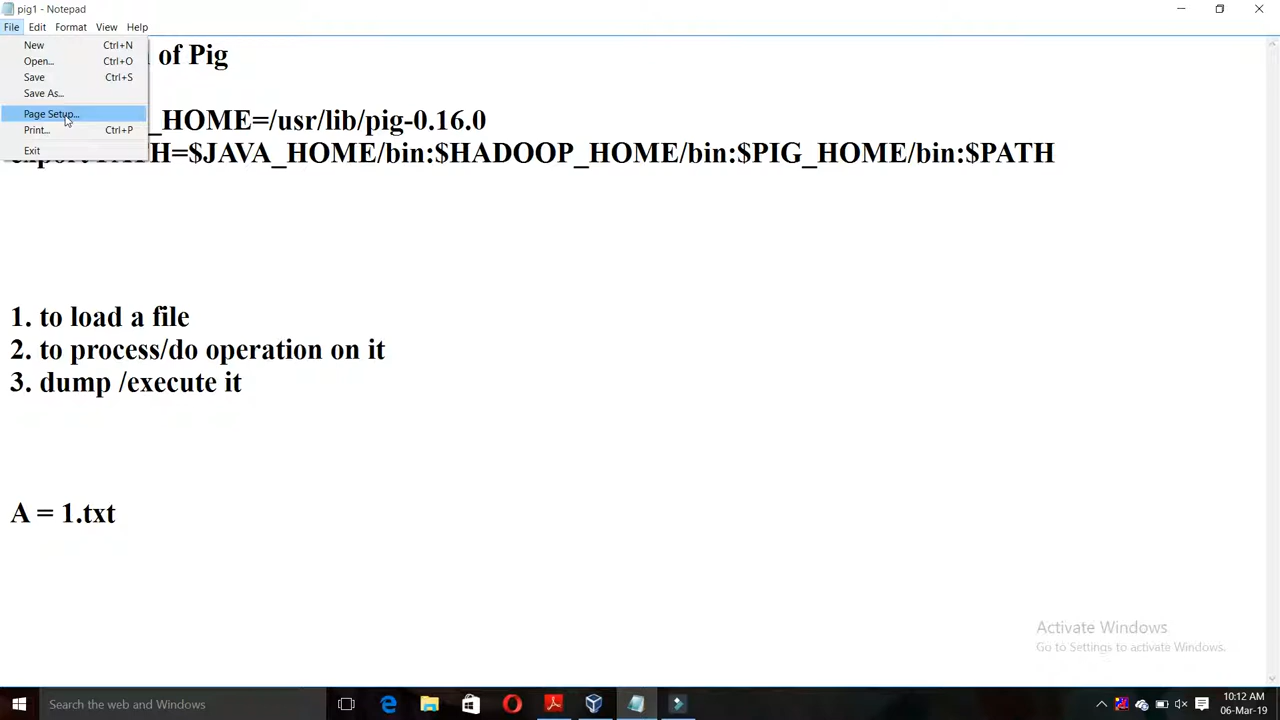 pig1 - Notepad
File Edit Format View Help
New Ctrl+N
Open... Ctrl+O
Save Ctrl+S
Save As...
Page Setup...
Print... Ctrl+P
Exit
of Pig
_HOME=/usr/lib/pig-0.16.0
=$JAVA_HOME/bin:$HADOOP_HOME/bin:$PIG_HOME/bin:$PATH
1. to load a file
2. to process/do operation on it
3. dump /execute it
A = 1.txt
Activate Windows
Go to Settings to activate Windows.
Search the web and Windows
10:12 AM
06-Mar-19